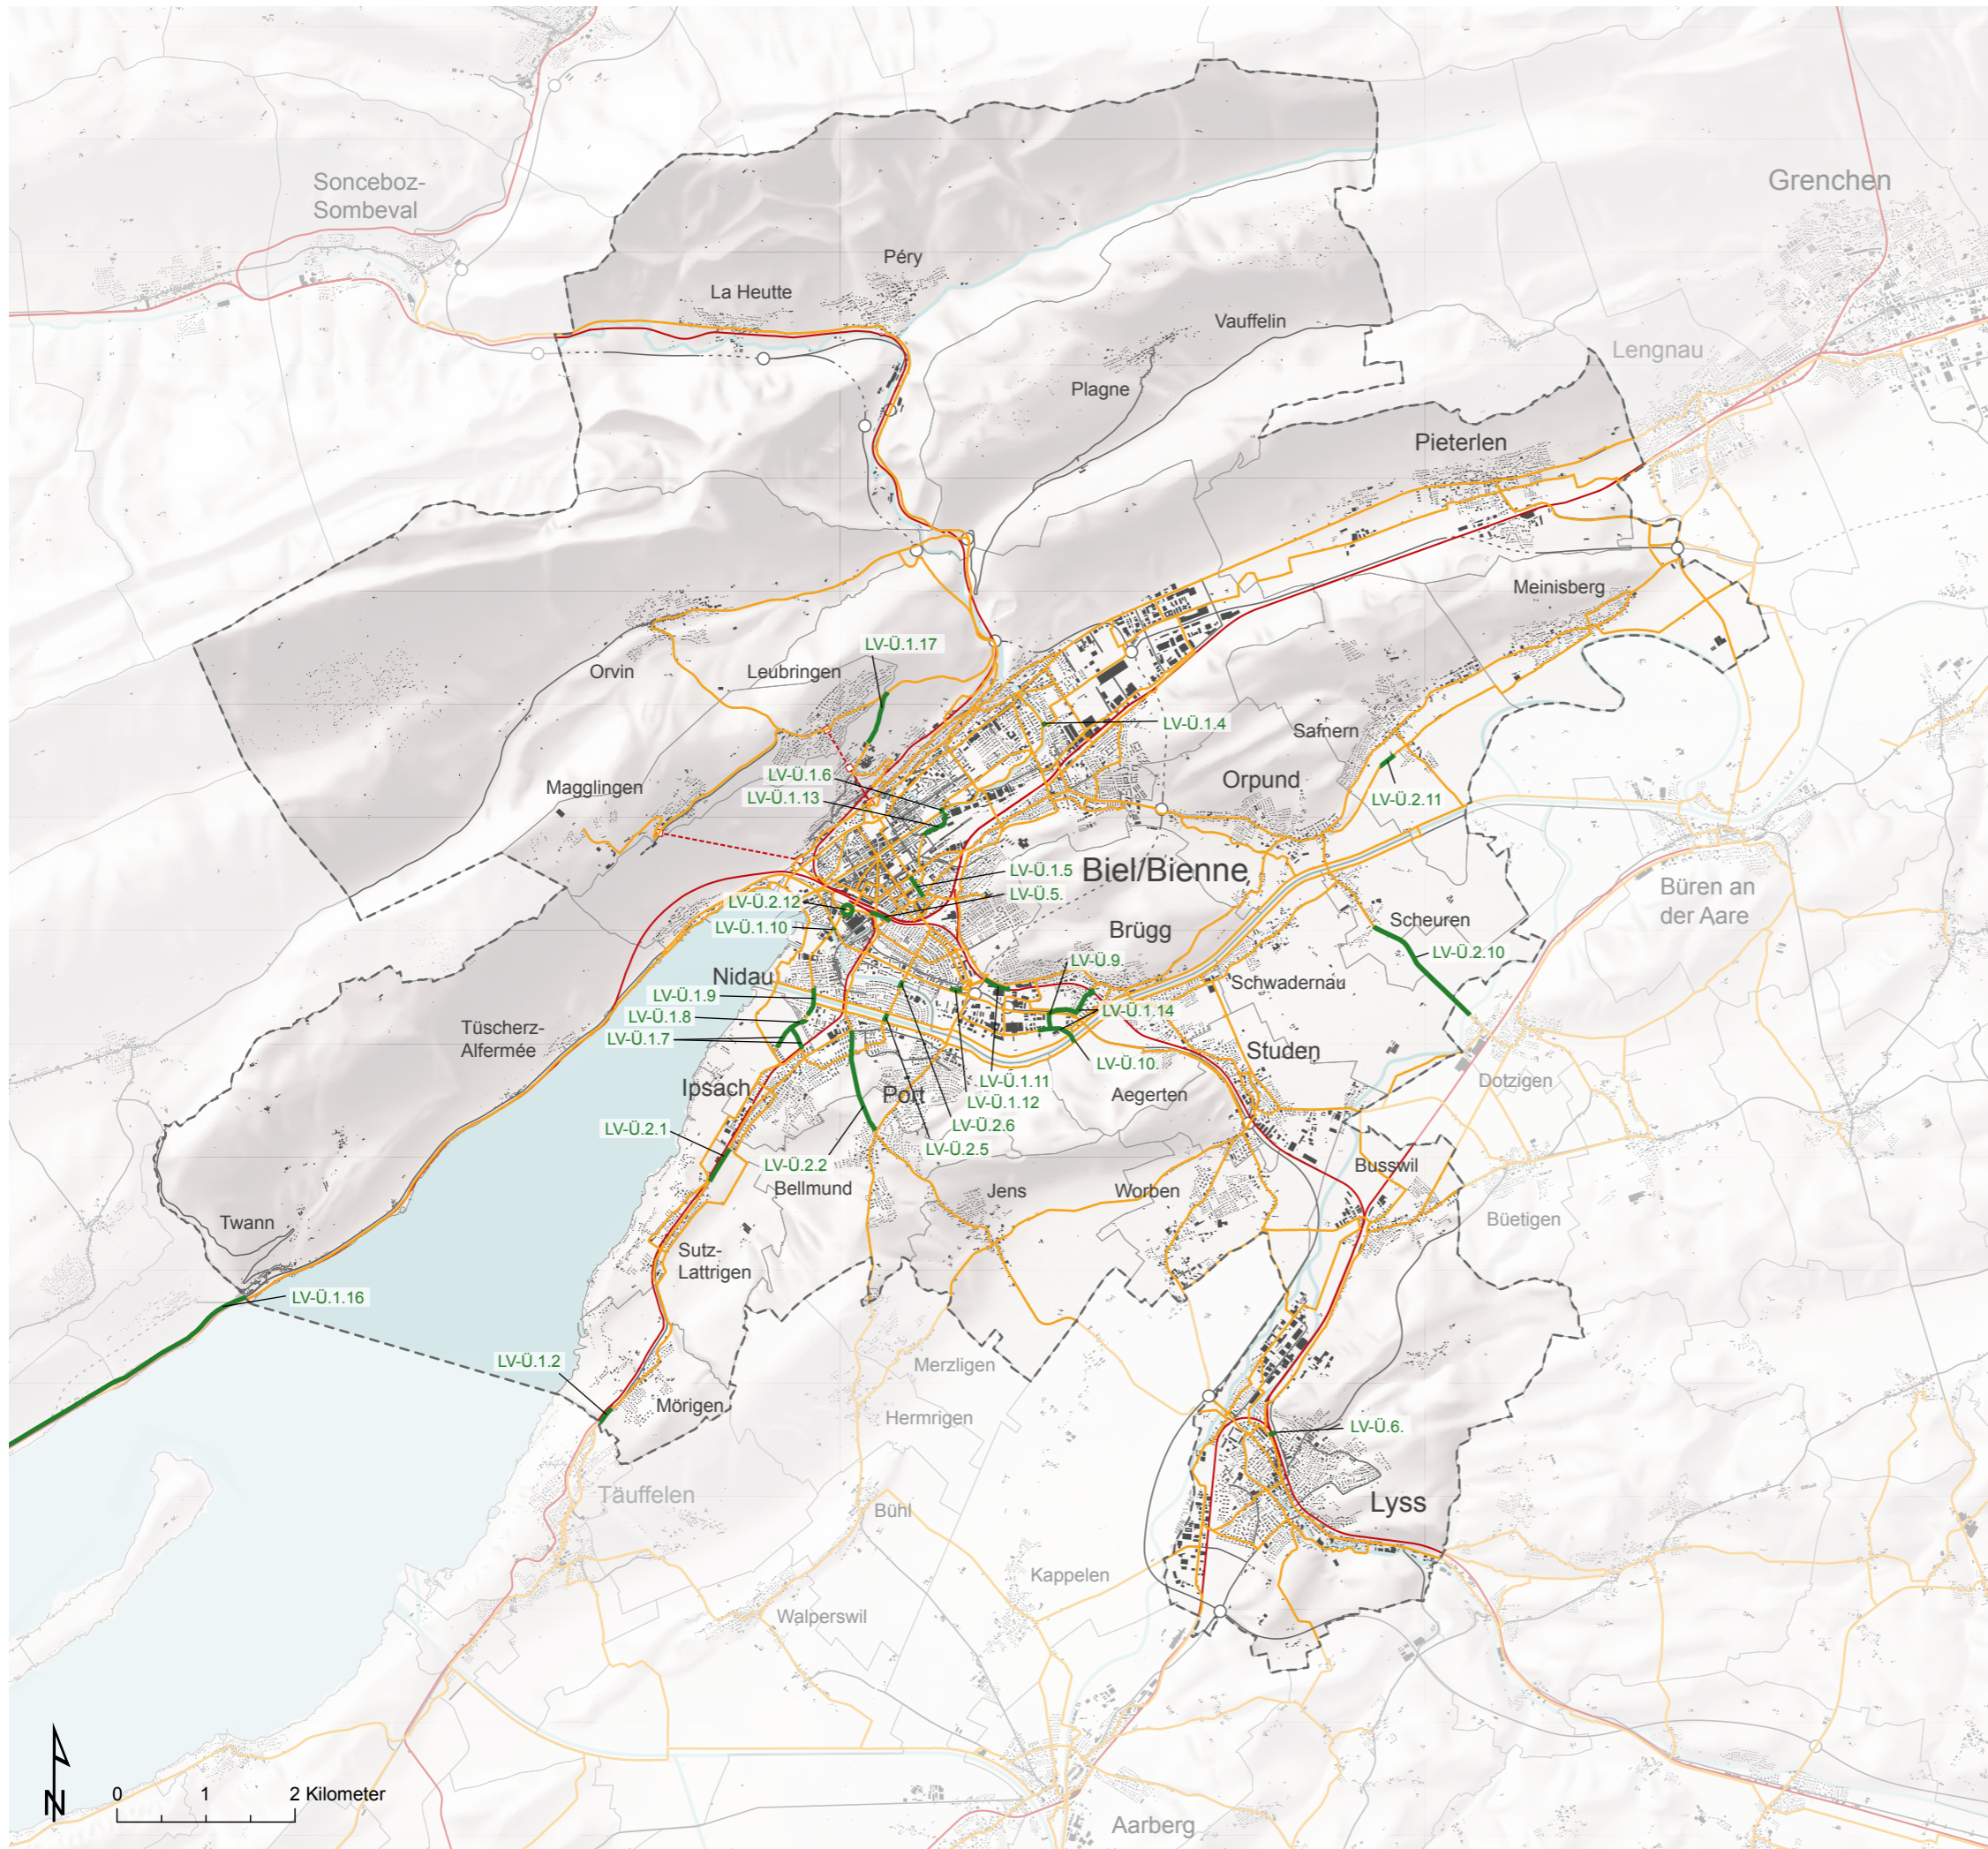 Sonceboz-
Sombeval
Grenchen
Péry
La Heutte
Vauffelin
Lengnau
Plagne
Pieterlen
Meinisberg
LV-Ü.1.17
Orvin
Leubringen
LV-Ü.1.4
Safnern
LV-Ü.1.6
Orpund
Magglingen
LV-Ü.1.13
LV-Ü.2.11
LV-Ü.1.5
Biel/Bienne
LV-Ü.5.
Büren an
der Aare
LV-Ü.2.12
Scheuren
LV-Ü.1.10
Brügg
LV-Ü.2.10
LV-Ü.9.
Nidau
Schwadernau
LV-Ü.1.9
LV-Ü.1.14
LV-Ü.1.8
Tüscherz-
Alfermée
LV-Ü.1.7
Studen
LV-Ü.10.
LV-Ü.1.11
Dotzigen
Ipsach
Port
Aegerten
LV-Ü.1.12
LV-Ü.2.6
LV-Ü.2.1
LV-Ü.2.5
LV-Ü.2.2
Busswil
Bellmund
Jens
Worben
Twann
Büetigen
Sutz-
Lattrigen
LV-Ü.1.16
LV-Ü.1.2
Merzligen
Mörigen
Hermrigen
LV-Ü.6.
Täuffelen
Lyss
Bühl
Kappelen
Walperswil
N
0 1 2 Kilometer
Aarberg